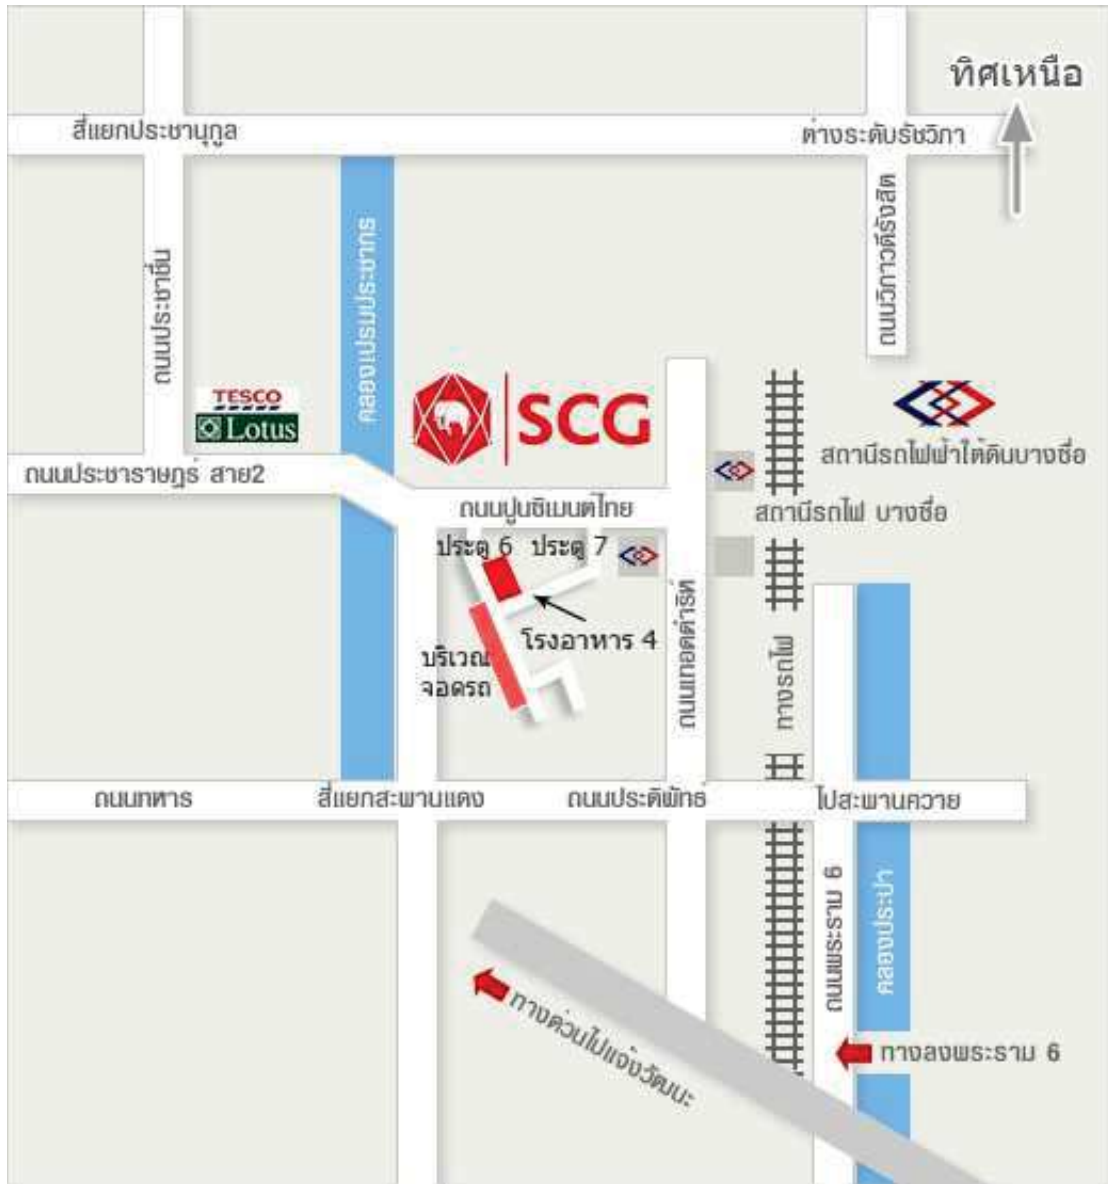 ทิศเหนือ
สี่แยกประชานุกูล
ต่างระดับรัชวิภา
ถนนประชาชื่น
คลองเปรมประชากร
ถนนวิภาวดีรังสิต
TESCO
Lotus
SCG
สถานีรถไฟฟ้าใต้ดินบางซื่อ
ถนนประชาราษฎร์ สาย2
ถนนปูนซิเมนต์ไทย
สถานีรถไฟ บางซื่อ
ประตู 6 ประตู 7
โรงอาหาร 4
บริเวณ
จอดรถ
ถนนเทอดดำริห์
ทางรถไฟ
ถนนทหาร
สี่แยกสะพานแดง
ถนนประดิพัทธ์
ไปสะพานควาย
ถนนพระราม 6
คลองประปา
ทางด่วนไปแจ้งวัฒนะ
ทางลงพระราม 6